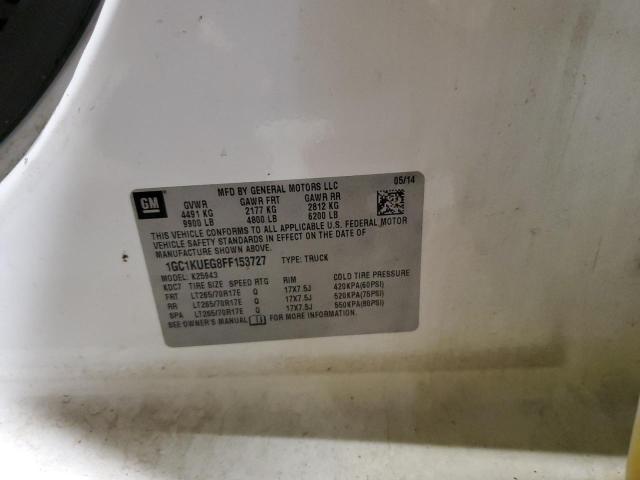 GM
MFD BY GENERAL MOTORS LLC 05/14
GVWR GAWR FRT GAWR RR
4491 KG 2177 KG 2812 KG
9900 LB 4800 LB 6200 LB
THIS VEHICLE CONFORMS TO ALL APPLICABLE U.S. FEDERAL MOTOR
VEHICLE SAFETY STANDARDS IN EFFECT ON THE DATE OF
MANUFACTURE SHOWN ABOVE.
1GC1KUEG8FF153727 TYPE: TRUCK
MODEL: K25943
KDC7 TIRE SIZE SPEED RTG RIM COLD TIRE PRESSURE
FRT LT265/70R17E Q 17X7.5J 420KPA(60PSI)
RR LT265/70R17E Q 17X7.5J 520KPA(75PSI)
SPA LT265/70R17E Q 17X7.5J 550KPA(80PSI)
SEE OWNER'S MANUAL FOR MORE INFORMATION.